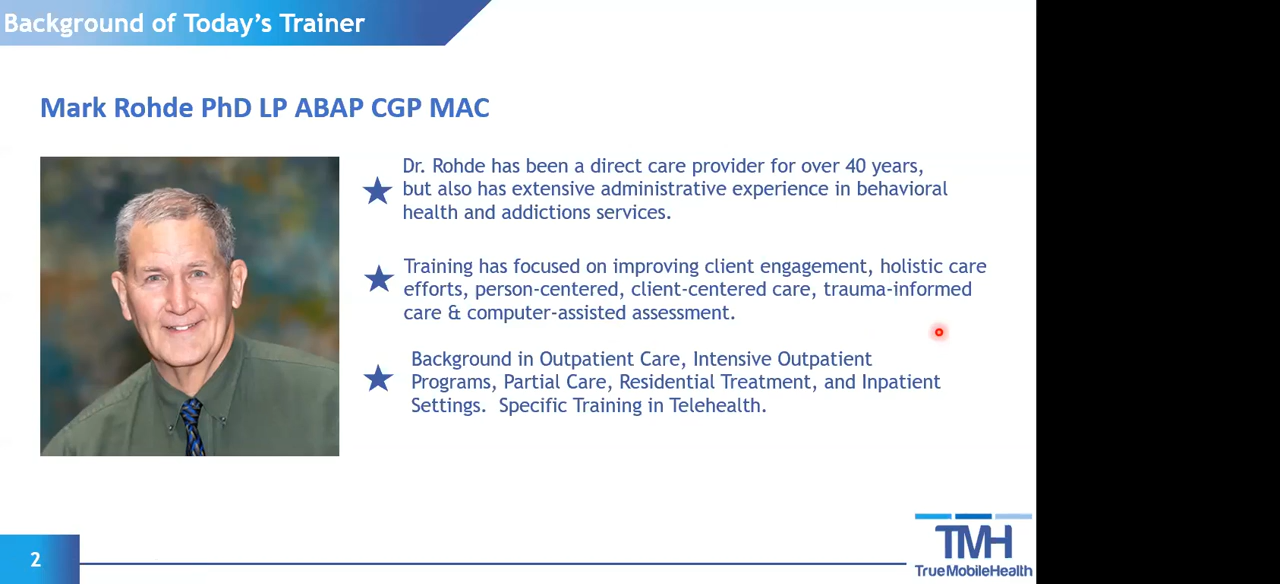 Background of Today's Trainer
Mark Rohde PhD LP ABAP CGP MAC
Dr. Rohde has been a direct care provider for over 40 years,
but also has extensive administrative experience in behavioral
health and addictions services.
Training has focused on improving client engagement, holistic care
efforts, person-centered, client-centered care, trauma-informed
care & computer-assisted assessment.
Background in Outpatient Care, Intensive Outpatient
Programs, Partial Care, Residential Treatment, and Inpatient
Settings.  Specific Training in Telehealth.
2
TMH
TrueMobileHealth